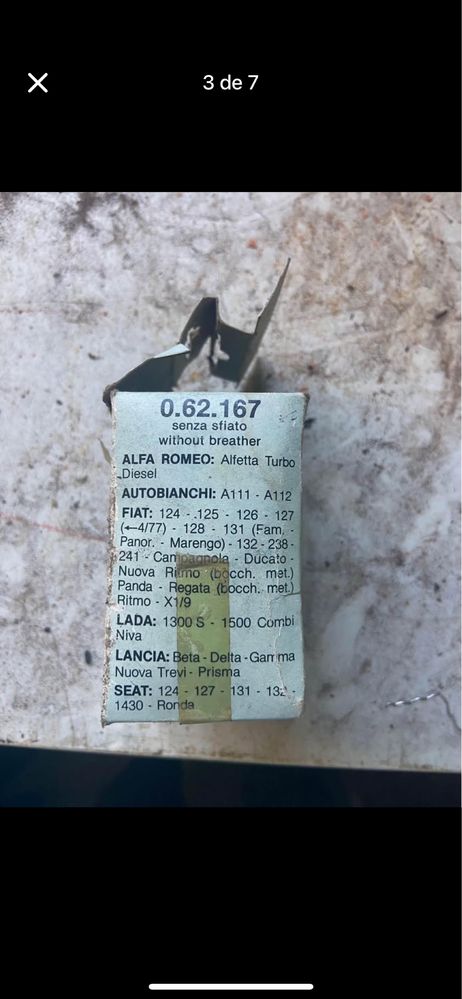 3 de 7
0.62.167
senza sfiato
without breather
ALFA ROMEO: Alfetta Turbo
Diesel
AUTOBIANCHI: A111 - A112
FIAT: 124 - 125 - 126 - 127
(←4/77) - 128 - 131 (Fam. -
Panor. - Marengo) - 132 - 238 -
241 - Campagnola - Ducato -
Nuova Ritmo (bocch. met.)
Panda - Regata (bocch. met.)
Ritmo - X1/9
LADA: 1300 S - 1500 Combi
Niva
LANCIA: Beta - Delta - Gamma
Nuova Trevi - Prisma
SEAT: 124 - 127 - 131 - 132 -
1430 - Ronda